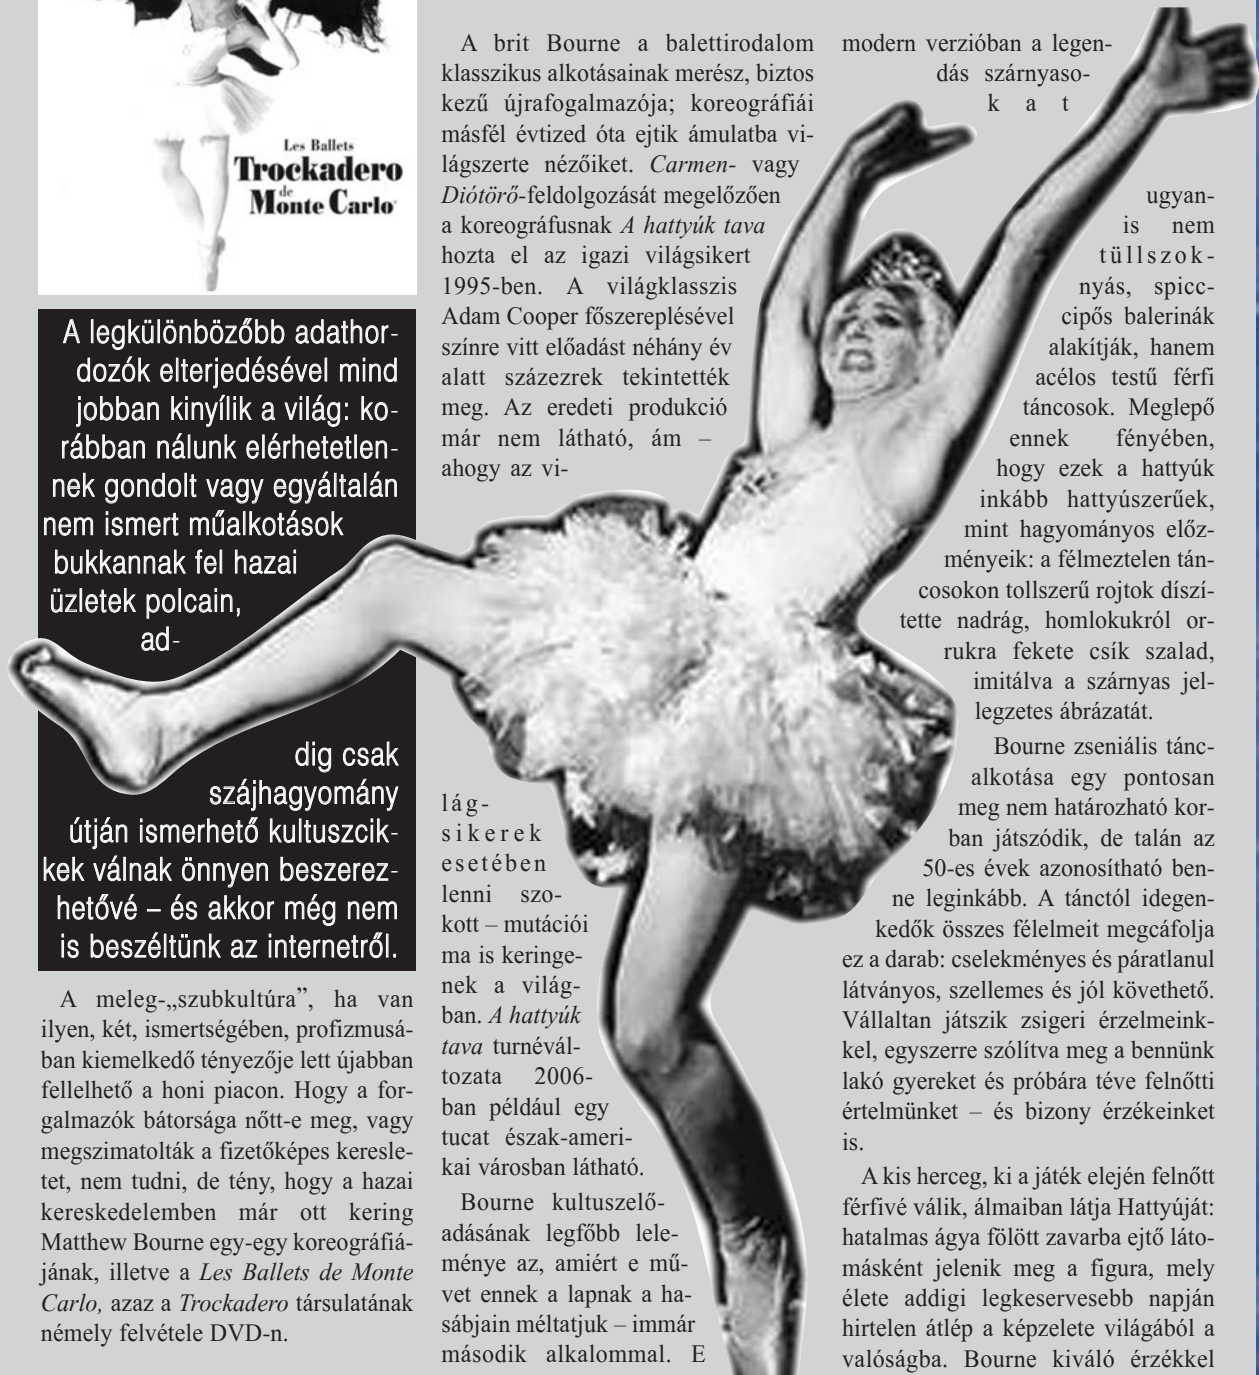 Les Ballets
Trockadero
de
Monte Carlo
A legkülönbözőbb adathor-
dozók elterjedésével mind
jobban kinyílik a világ: ko-
rábban nálunk elérhetetlen-
nek gondolt vagy egyáltalán
nem ismert műalkotások
bukkannak fel hazai
üzletek polcain,
ad-
dig csak
szájhagyomány
útján ismerhető kultuszcik-
kek válnak önnyen beszerez-
hetővé – és akkor még nem
is beszéltünk az internetről.
A meleg-„szubkultúra”, ha van
ilyen, két, ismertségében, profizmusá-
ban kiemelkedő tényezője lett újabban
fellelhető a honi piacon. Hogy a for-
galmazók bátorsága nőtt-e meg, vagy
megszimatolták a fizetőképes keresle-
tet, nem tudni, de tény, hogy a hazai
kereskedelemben már ott kering
Matthew Bourne egy-egy koreográfiá-
jának, illetve a Les Ballets de Monte
Carlo, azaz a Trockadero társulatának
némely felvétele DVD-n.
A brit Bourne a balettirodalom
klasszikus alkotásainak merész, biztos
kezű újrafogalmazója; koreográfiái
másfél évtized óta ejtik ámulatba vi-
lágszerte nézőiket. Carmen- vagy
Diótörő-feldolgozását megelőzően
a koreográfusnak A hattyúk tava
hozta el az igazi világsikert
1995-ben. A világklasszis
Adam Cooper főszereplésével
színre vitt előadást néhány év
alatt százezrek tekintették
meg. Az eredeti produkció
már nem látható, ám –
ahogy az vi-
lág-
sikerek
esetében
lenni szo-
kott – mutációi
ma is keringe-
nek a világ-
ban. A hattyúk
tava turnévál-
tozata 2006-
ban például egy
tucat észak-ameri-
kai városban látható.
Bourne kultuszelő-
adásának legfőbb lele-
ménye az, amiért e mű-
vet ennek a lapnak a ha-
sábjain méltatjuk – immár
második alkalommal. E
modern verzióban a legen-
dás szárnyaso-
kat
ugyan-
is nem
tüllszok-
nyás, spicc-
cipős balerinák
alakítják, hanem
acélos testű férfi
táncosok. Meglepő
ennek fényében,
hogy ezek a hattyúk
inkább hattyúszerűek,
mint hagyományos előz-
ményeik: a félmeztelen tán-
cosokon tollszerű rojtok díszí-
tette nadrág, homlokukról or-
rukra fekete csík szalad,
imitálva a szárnyas jel-
legzetes ábrázatát.
Bourne zseniális tánc-
alkotása egy pontosan
meg nem határozható kor-
ban játszódik, de talán az
50-es évek azonosítható ben-
ne leginkább. A tánctól idegen-
kedők összes félelmeit megcáfolja
ez a darab: cselekményes és páratlanul
látványos, szellemes és jól követhető.
Vállaltan játszik zsigeri érzelmeink-
kel, egyszerre szólítva meg a bennünk
lakó gyereket és próbára téve felnőtti
értelmünket – és bizony érzékeinket
is.
A kis herceg, ki a játék elején felnőtt
férfivé válik, álmaiban látja Hattyúját:
hatalmas ágya fölött zavarba ejtő láto-
másként jelenik meg a figura, mely
élete addigi legkeservesebb napján
hirtelen átlép a képzelete világából a
valóságba. Bourne kiváló érzékkel